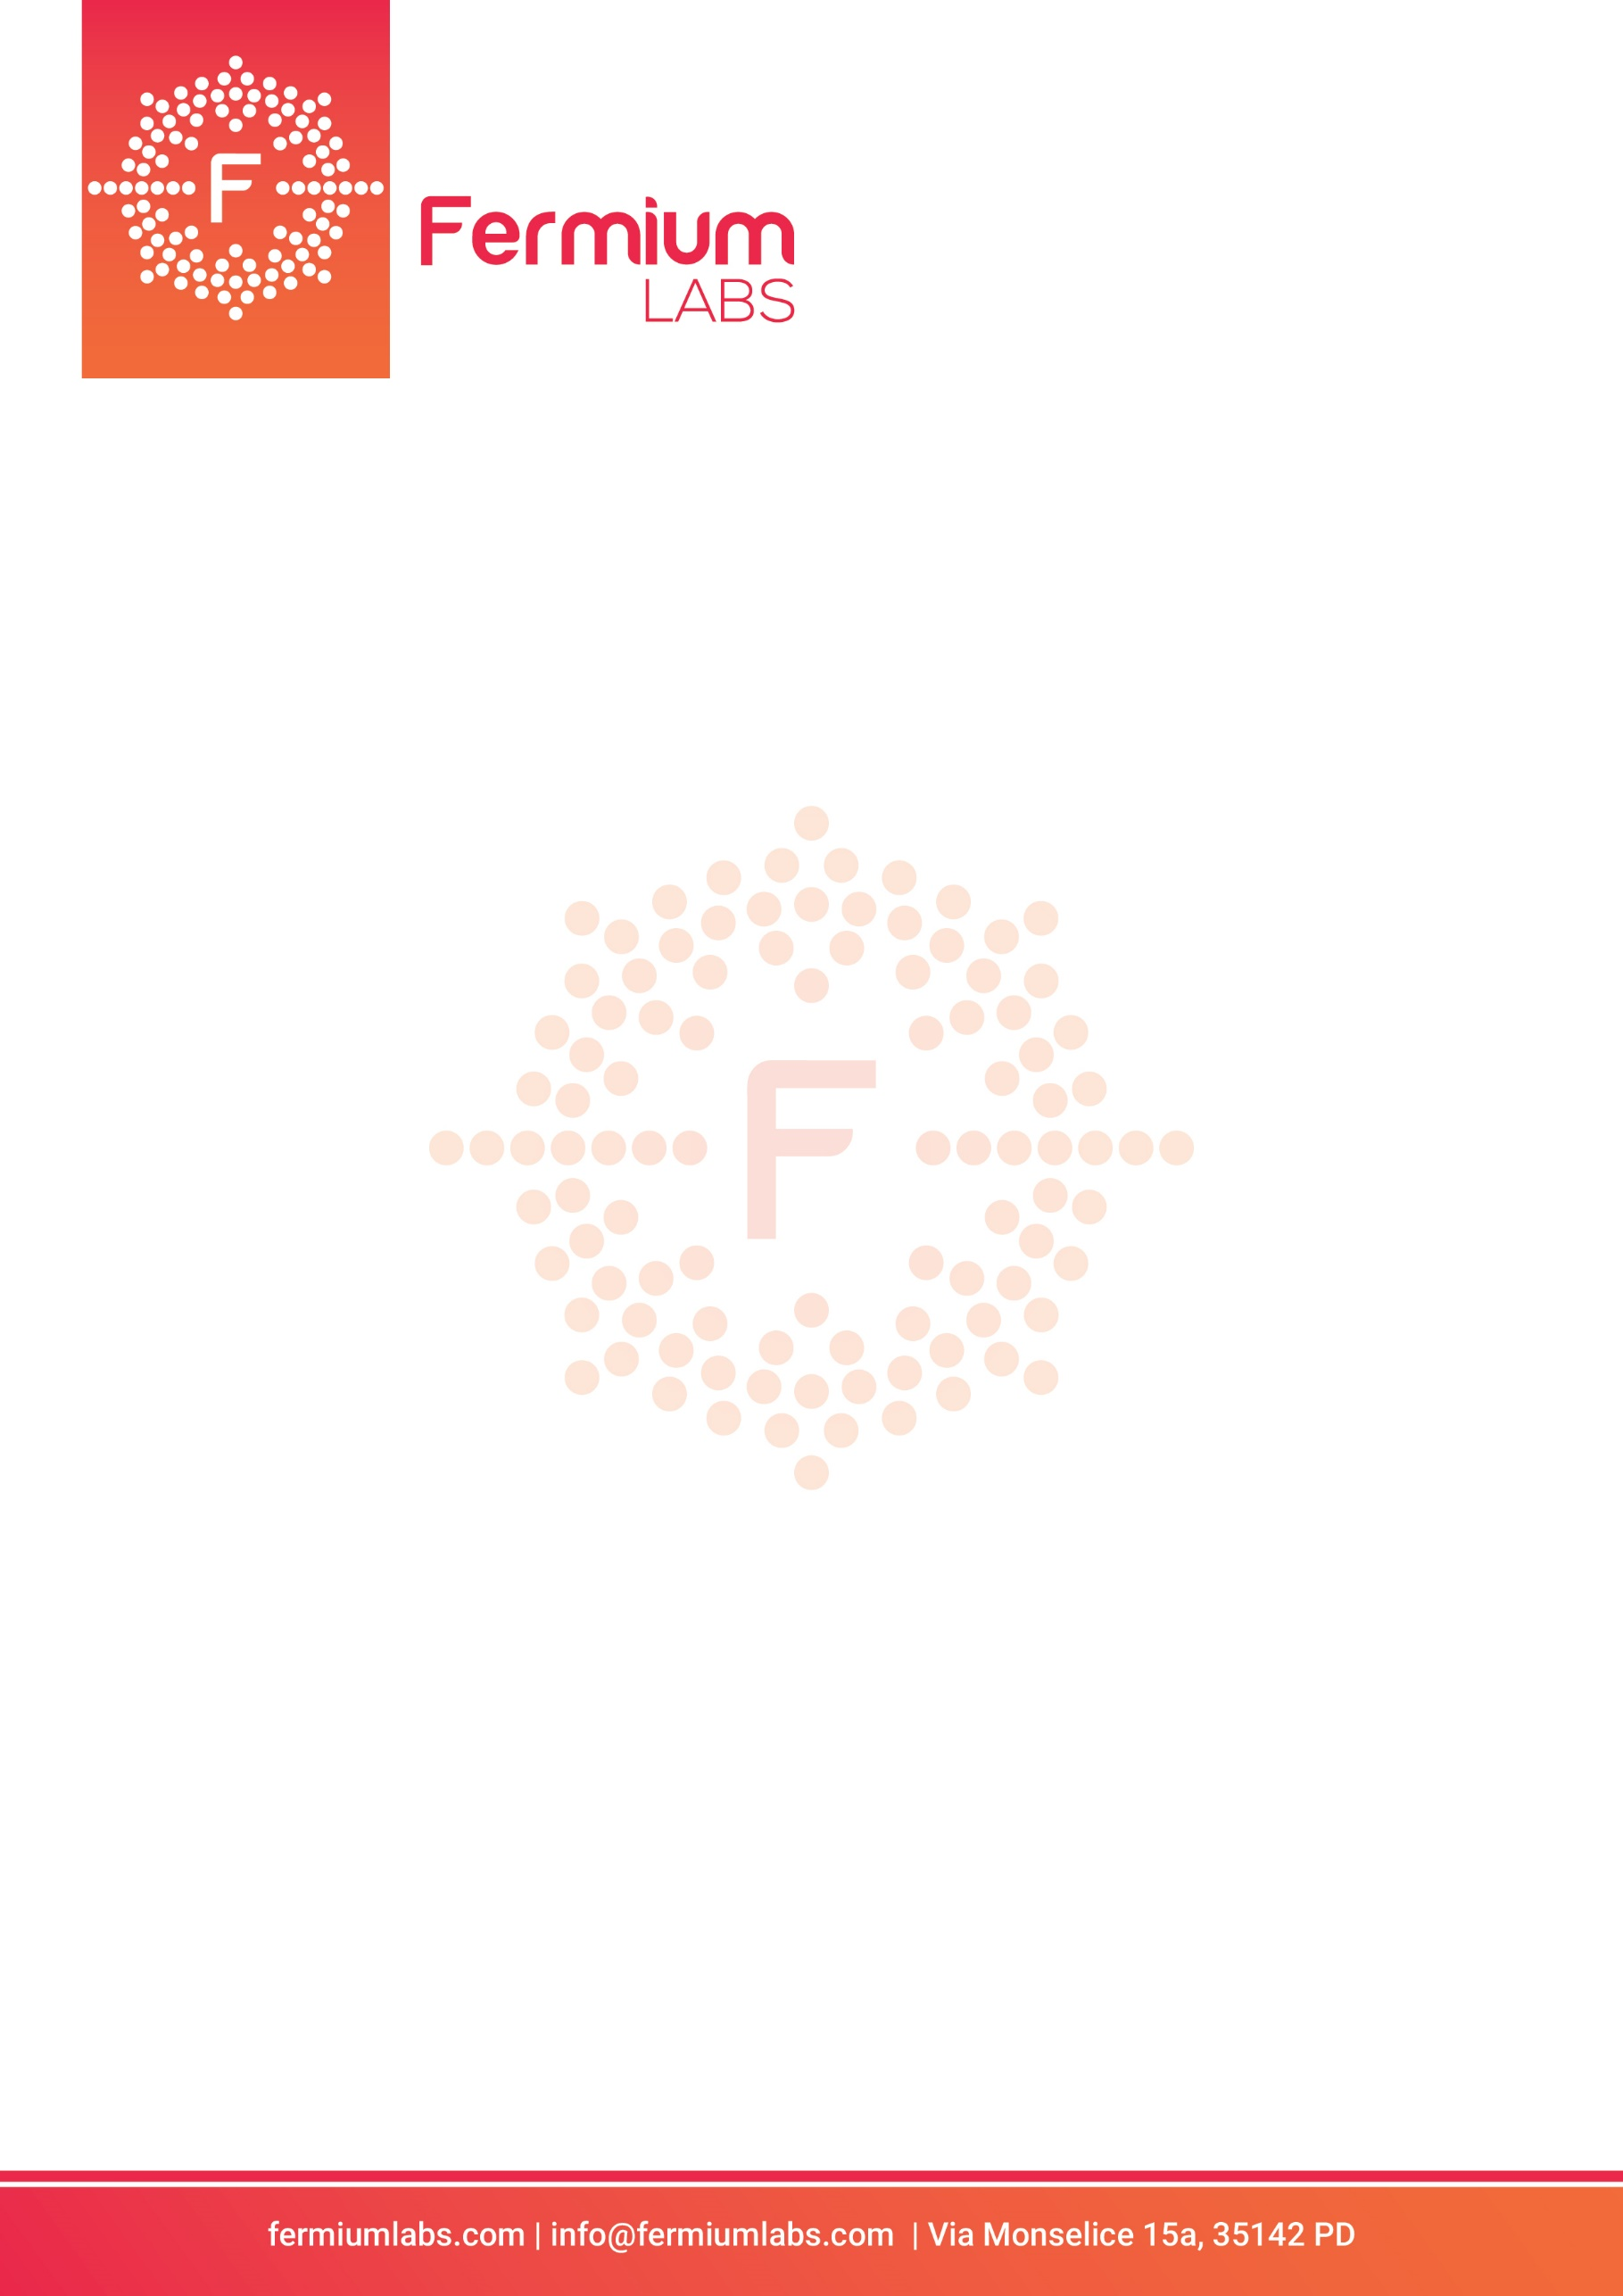 F
Fermium
LABS
F
fermiumlabs.com | info@fermiumlabs.com | Via Monselice 15a, 35142 PD